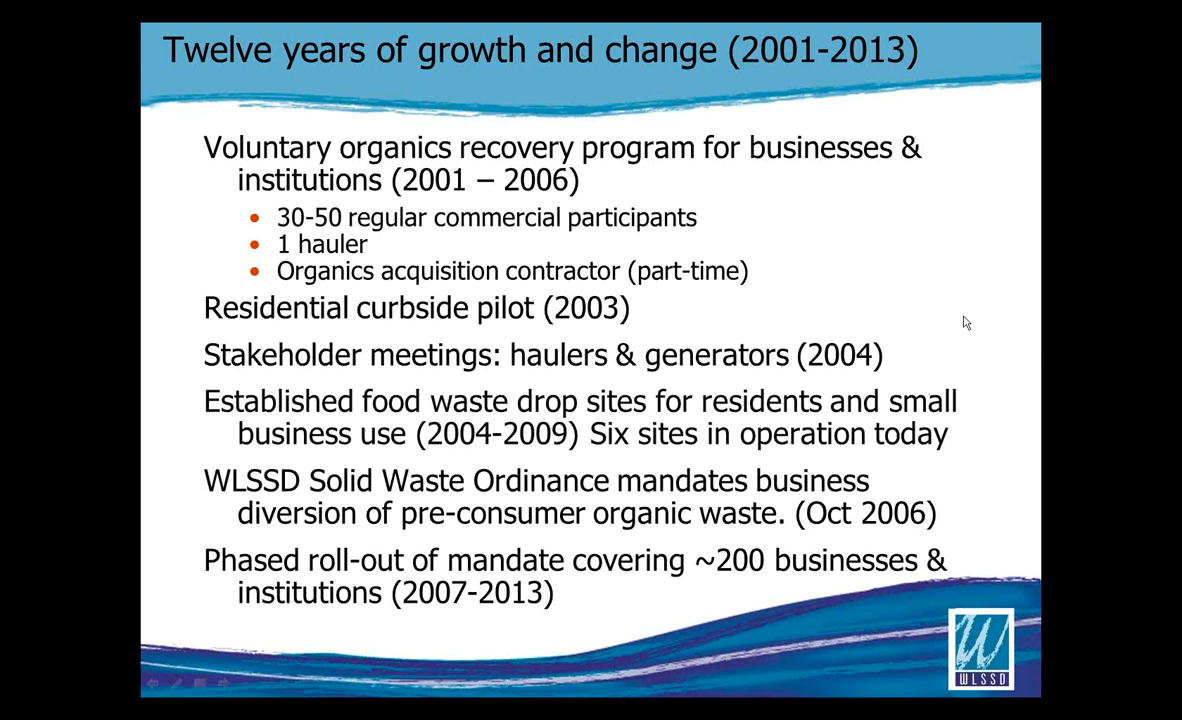 Twelve years of growth and change (2001-2013)
Voluntary organics recovery program for businesses &
institutions (2001 – 2006)
• 30-50 regular commercial participants
• 1 hauler
• Organics acquisition contractor (part-time)
Residential curbside pilot (2003)
Stakeholder meetings: haulers & generators (2004)
Established food waste drop sites for residents and small
business use (2004-2009) Six sites in operation today
WLSSD Solid Waste Ordinance mandates business
diversion of pre-consumer organic waste. (Oct 2006)
Phased roll-out of mandate covering ~200 businesses &
institutions (2007-2013)
W
WLSSD